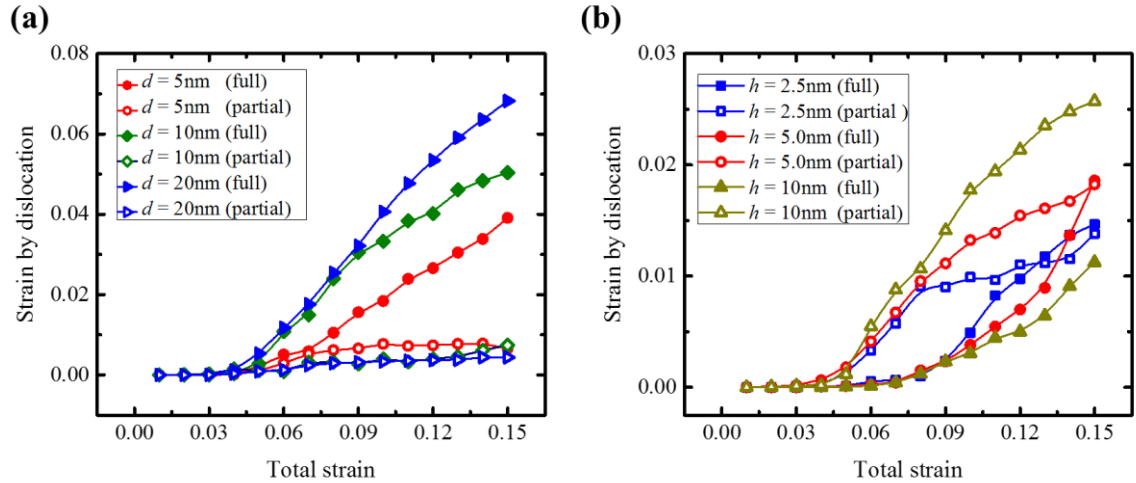 (a)
0.08
0.06
0.04
0.02
0.00
Strain by dislocation
d = 5nm (full)
d = 5nm (partial)
d = 10nm (full)
d = 10nm (partial)
d = 20nm (full)
d = 20nm (partial)
0.00 0.03 0.06 0.09 0.12 0.15
Total strain
(b)
0.03
0.02
0.01
0.00
Strain by dislocation
h = 2.5nm (full)
h = 2.5nm (partial )
h = 5.0nm (full)
h = 5.0nm (partial)
h = 10nm (full)
h = 10nm (partial)
0.00 0.03 0.06 0.09 0.12 0.15
Total strain